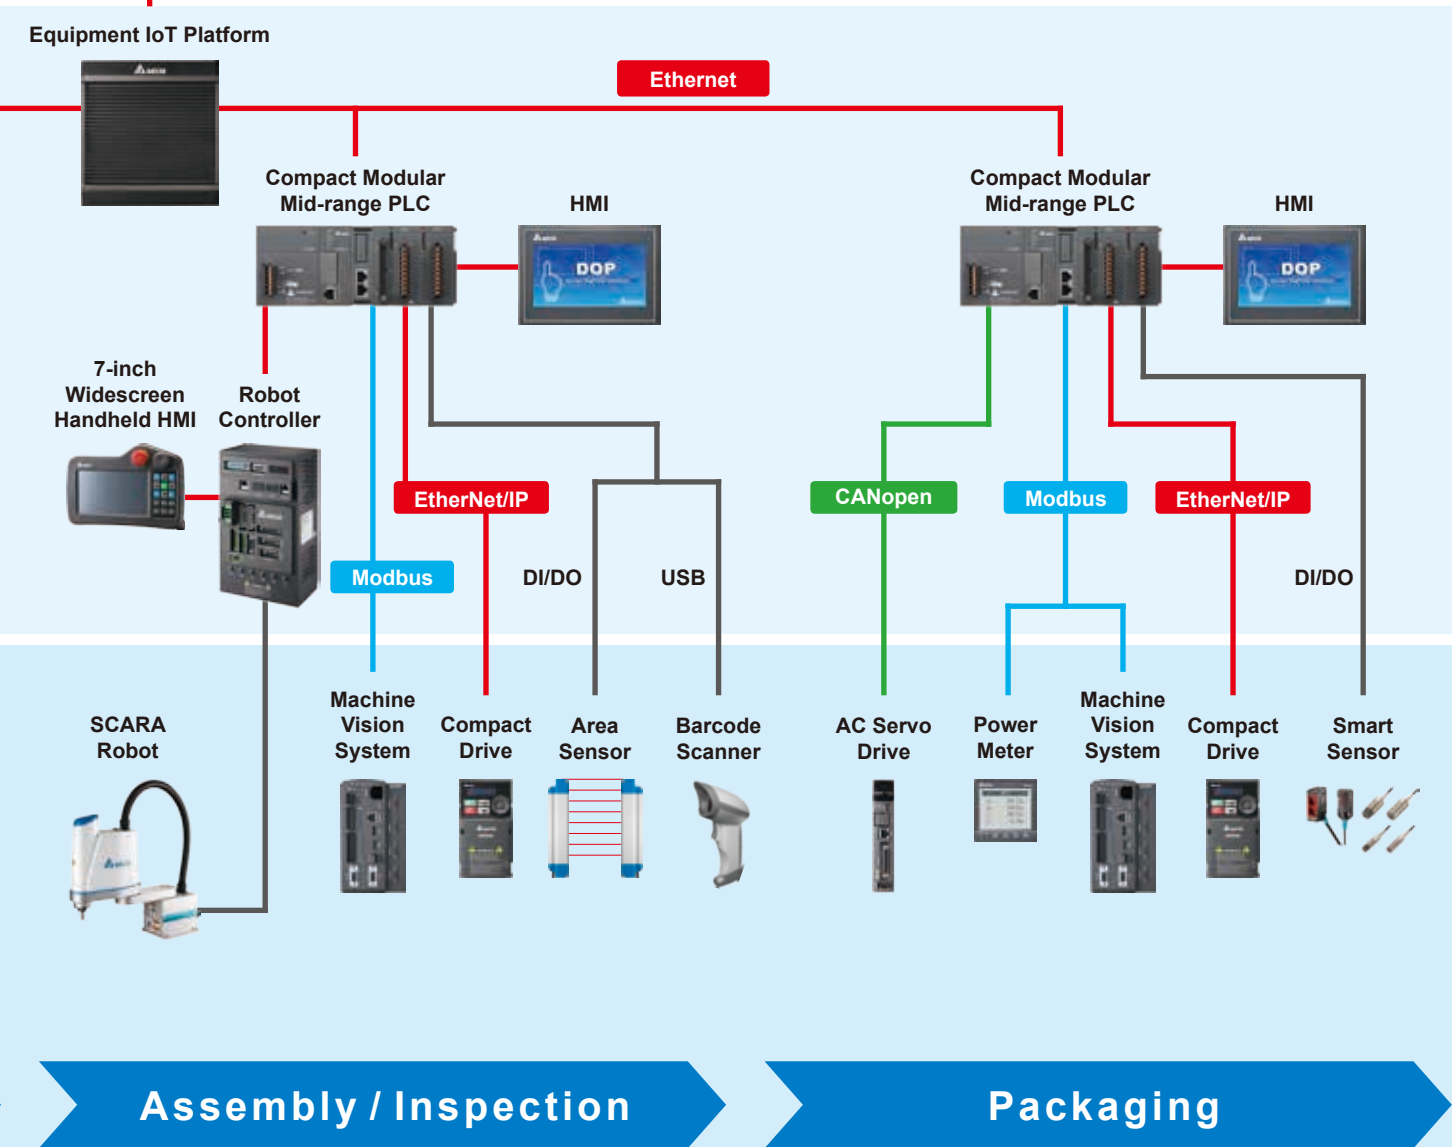 Equipment IoT Platform
Ethernet
Compact Modular
Mid-range PLC
HMI
Compact Modular
Mid-range PLC
HMI
DOP
DOP
7-inch
Widescreen
Handheld HMI
Robot
Controller
EtherNet/IP
CANopen
Modbus
EtherNet/IP
Modbus
DI/DO
USB
DI/DO
SCARA
Robot
Machine
Vision
System
Compact
Drive
Area
Sensor
Barcode
Scanner
AC Servo
Drive
Power
Meter
Machine
Vision
System
Compact
Drive
Smart
Sensor
Assembly / Inspection
Packaging